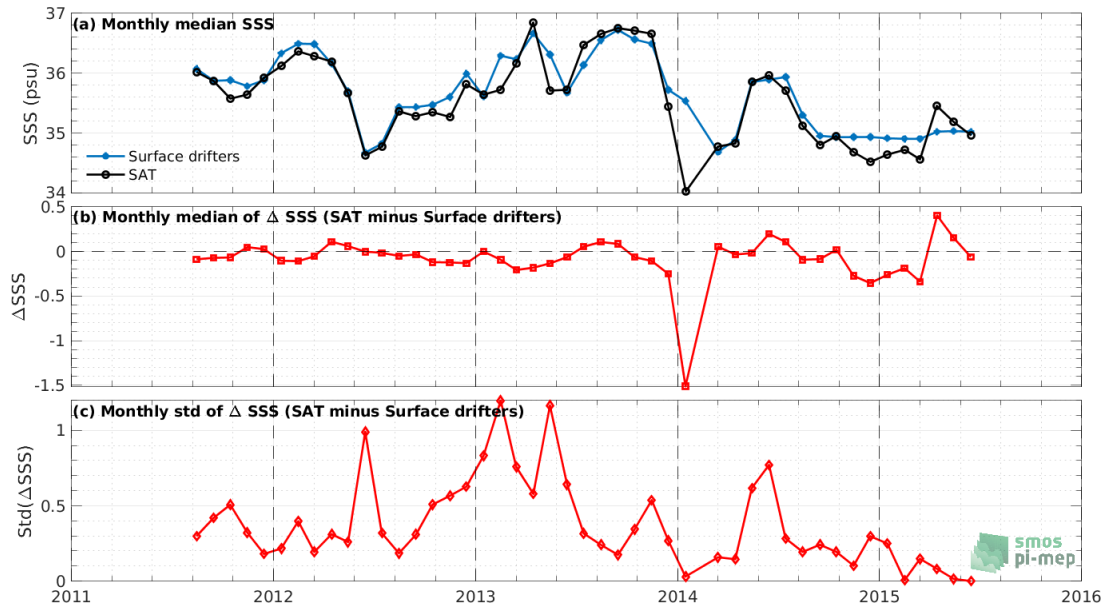 37
(a) Monthly median SSS
36
SSS (psu)
35
Surface drifters
SAT
34
0.5
(b) Monthly median of Δ SSS (SAT minus Surface drifters)
0
ΔSSS
-0.5
-1
-1.5
(c) Monthly std of Δ SSS (SAT minus Surface drifters)
1
Std(ΔSSS)
0.5
smos
pi-mep
0
2011 2012 2013 2014 2015 2016